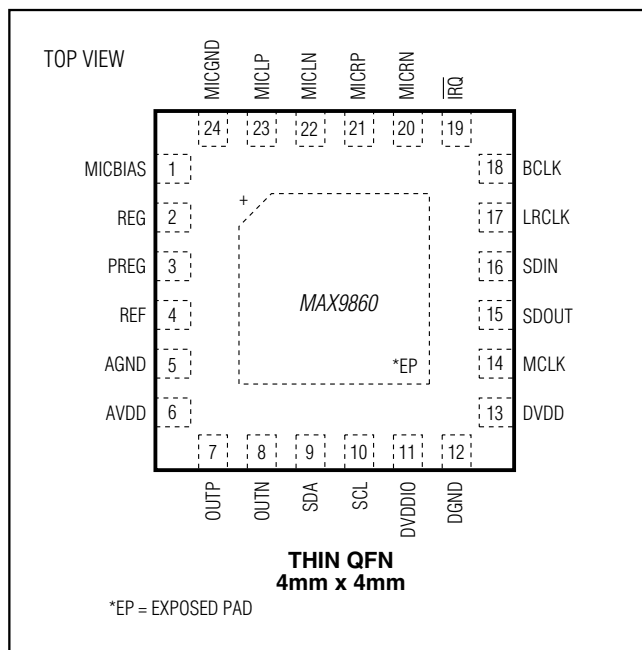 TOP VIEW
MICGND
MICLP
MICLN
MICRP
MICRN
IRQ
24 23 22 21 20 19
MICBIAS 1
REG 2
PREG 3
REF 4
AGND 5
AVDD 6
+
MAX9860
*EP
18 BCLK
17 LRCLK
16 SDIN
15 SDOUT
14 MCLK
13 DVDD
7 8 9 10 11 12
OUTP
OUTN
SDA
SCL
DVDDIO
DGND
THIN QFN
4mm x 4mm
*EP = EXPOSED PAD